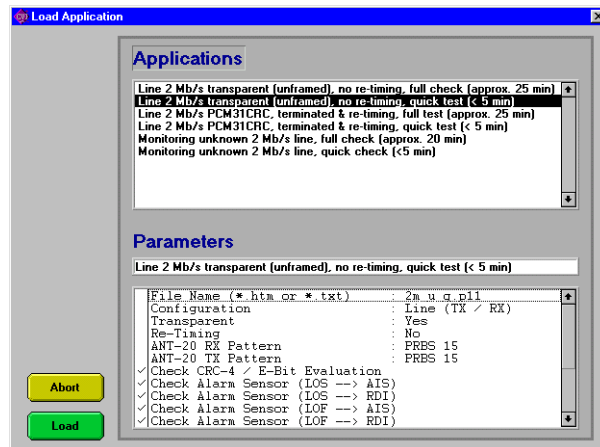 Load Application
Applications
Line 2 Mb/s transparent (unframed), no re-timing, full check (approx. 25 min)
Line 2 Mb/s transparent (unframed), no re-timing, quick test (< 5 min)
Line 2 Mb/s PCM31CRC, terminated & re-timing, full test (approx. 25 min)
Line 2 Mb/s PCM31CRC, terminated & re-timing, quick test (< 5 min)
Monitoring unknown 2 Mb/s line, full check (approx. 20 min)
Monitoring unknown 2 Mb/s line, quick check (<5 min)
Parameters
Line 2 Mb/s transparent (unframed), no re-timing, quick test (< 5 min)
File Name (*.htm or *.txt) : 2m_u_q.p11
Configuration : Line (TX / RX)
Transparent : Yes
Re-Timing : No
ANT-20 RX Pattern : PRBS 15
ANT-20 TX Pattern : PRBS 15
✓Check CRC-4 / E-Bit Evaluation
✓Check Alarm Sensor (LOS --> AIS)
✓Check Alarm Sensor (LOS --> RDI)
✓Check Alarm Sensor (LOF --> AIS)
✓Check Alarm Sensor (LOF --> RDI)
Abort
Load